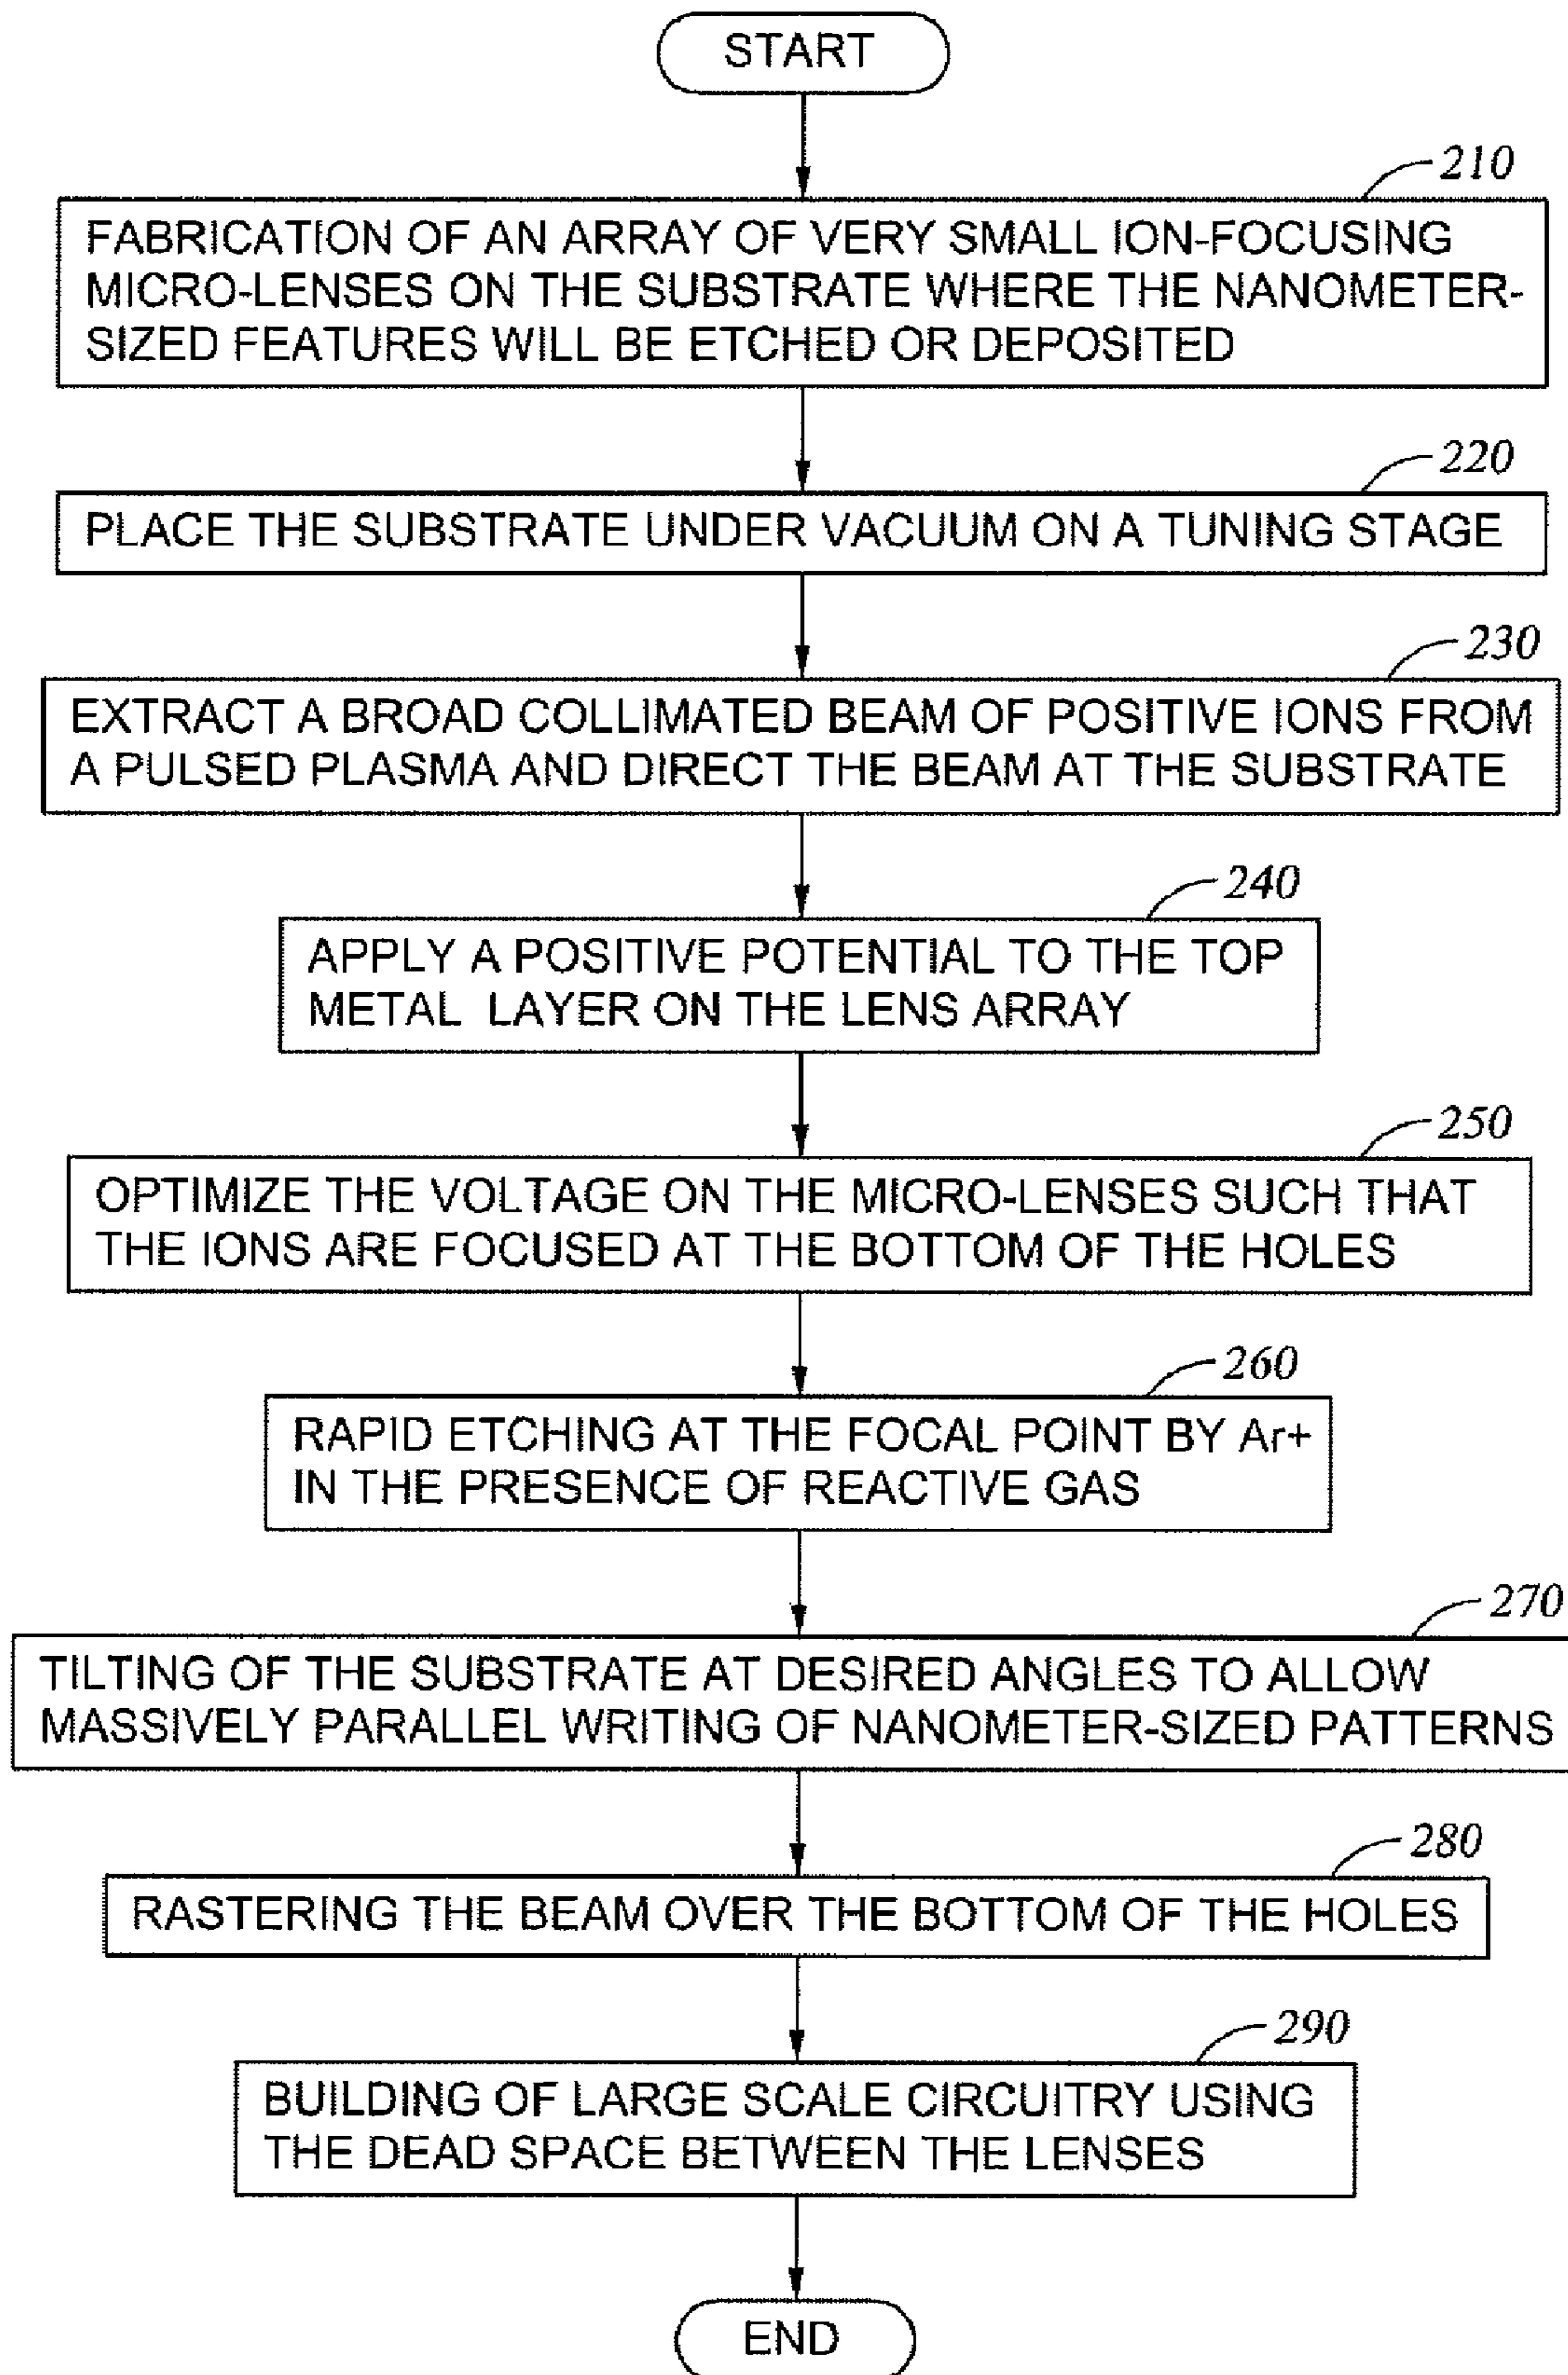 START
210
FABRICATION OF AN ARRAY OF VERY SMALL ION-FOCUSING
MICRO-LENSES ON THE SUBSTRATE WHERE THE NANOMETER-
SIZED FEATURES WILL BE ETCHED OR DEPOSITED
220
PLACE THE SUBSTRATE UNDER VACUUM ON A TUNING STAGE
230
EXTRACT A BROAD COLLIMATED BEAM OF POSITIVE IONS FROM
A PULSED PLASMA AND DIRECT THE BEAM AT THE SUBSTRATE
240
APPLY A POSITIVE POTENTIAL TO THE TOP
METAL LAYER ON THE LENS ARRAY
250
OPTIMIZE THE VOLTAGE ON THE MICRO-LENSES SUCH THAT
THE IONS ARE FOCUSED AT THE BOTTOM OF THE HOLES
260
RAPID ETCHING AT THE FOCAL POINT BY Ar+
IN THE PRESENCE OF REACTIVE GAS
270
TILTING OF THE SUBSTRATE AT DESIRED ANGLES TO ALLOW
MASSIVELY PARALLEL WRITING OF NANOMETER-SIZED PATTERNS
280
RASTERING THE BEAM OVER THE BOTTOM OF THE HOLES
290
BUILDING OF LARGE SCALE CIRCUITRY USING
THE DEAD SPACE BETWEEN THE LENSES
END